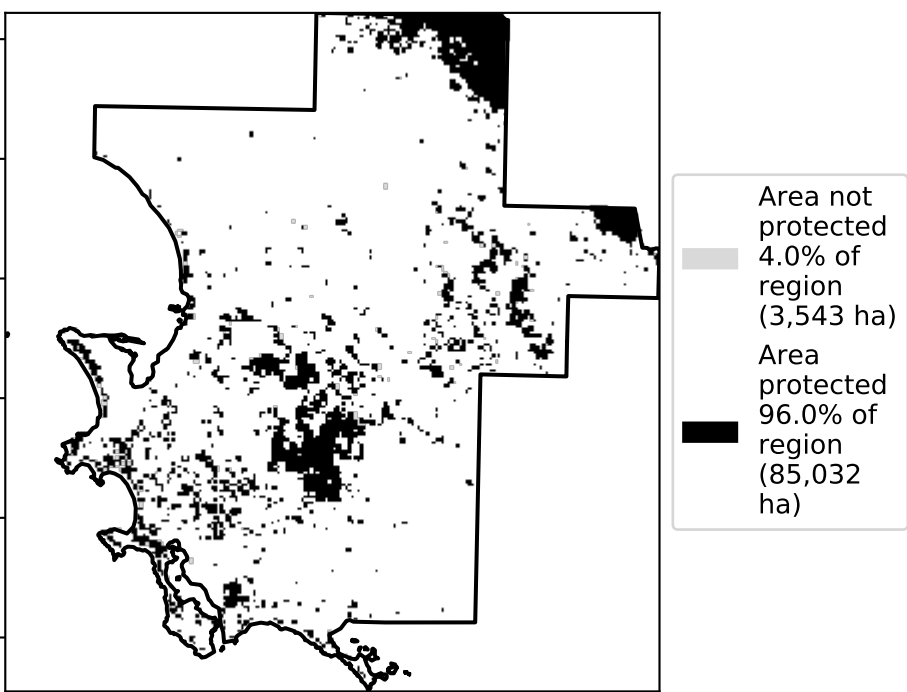 Area not
protected
4.0% of
region
(3,543 ha)
Area
protected
96.0% of
region
(85,032
ha)